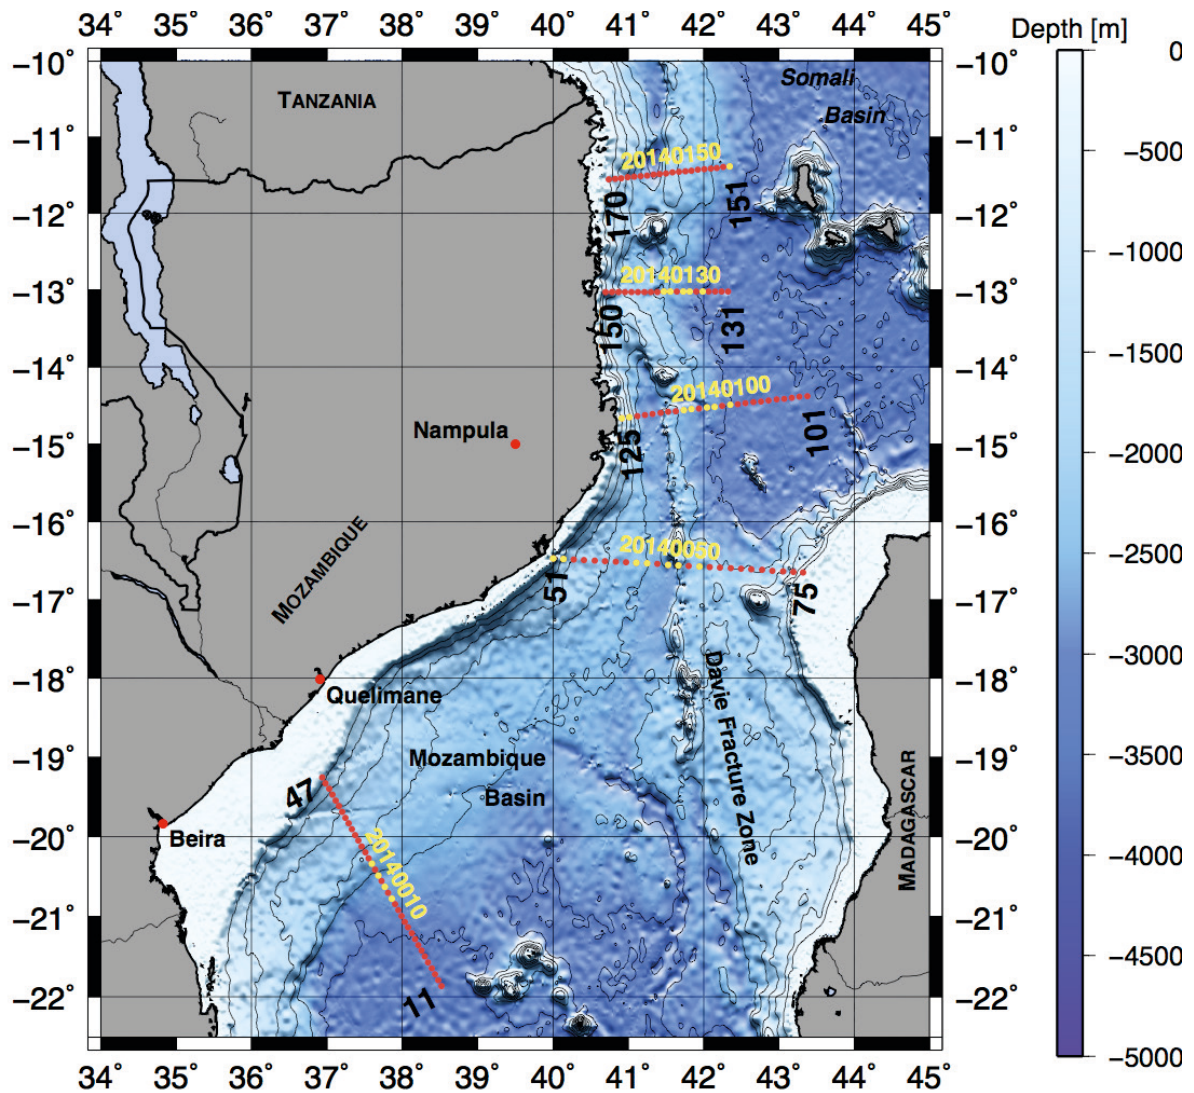 34° 35° 36° 37° 38° 39° 40° 41° 42° 43° 44° 45°
Depth [m]
−10° −10° 0
Somali
TANZANIA
Basin
−11° −11° −500
20140150
−12° 170 151 −12° −1000
20140130
−13° −13°
150 131 −1500
−14° −14°
20140100
Nampula 125 101
−15° −15° −2000
−16° −16°
MOZAMBIQUE
20140050 −2500
51 75
−17° −17°
−3000
−18° −18°
Quelimane
Davie Fracture Zone
−19° −19° −3500
Mozambique
47
Basin
MADAGASCAR
−20° −20° −4000
Beira
20140010
−21° −21° −4500
−22° 11 −22°
−5000
34° 35° 36° 37° 38° 39° 40° 41° 42° 43° 44° 45°